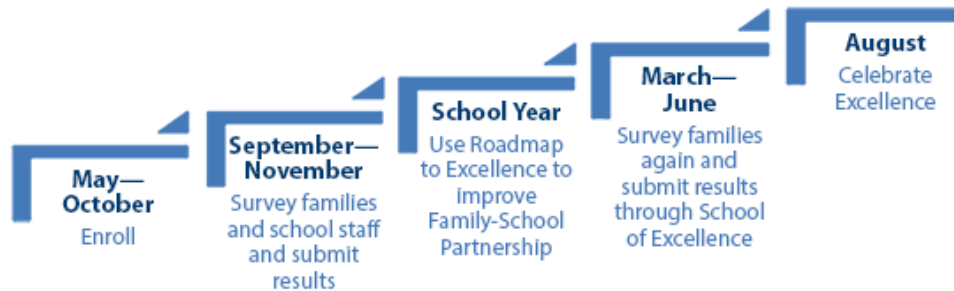 May—
October
Enroll
September—
November
Survey families
and school staff
and submit
results
School Year
Use Roadmap
to Excellence to
improve
Family-School
Partnership
March—
June
Survey families
again and
submit results
through School
of Excellence
August
Celebrate
Excellence